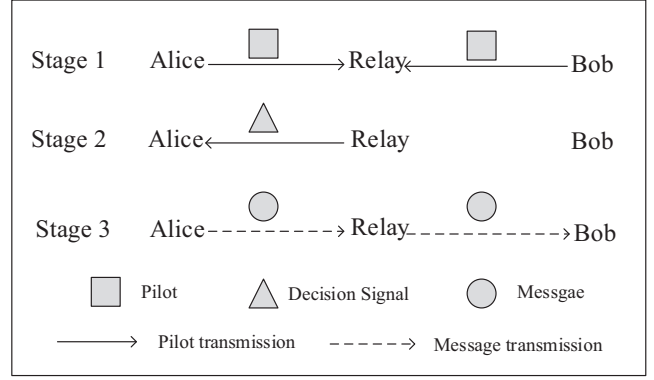 Stage 1 Alice Relay Bob
Stage 2 Alice Relay Bob
Stage 3 Alice Relay Bob
Pilot Decision Signal Messgae
Pilot transmission Message transmission